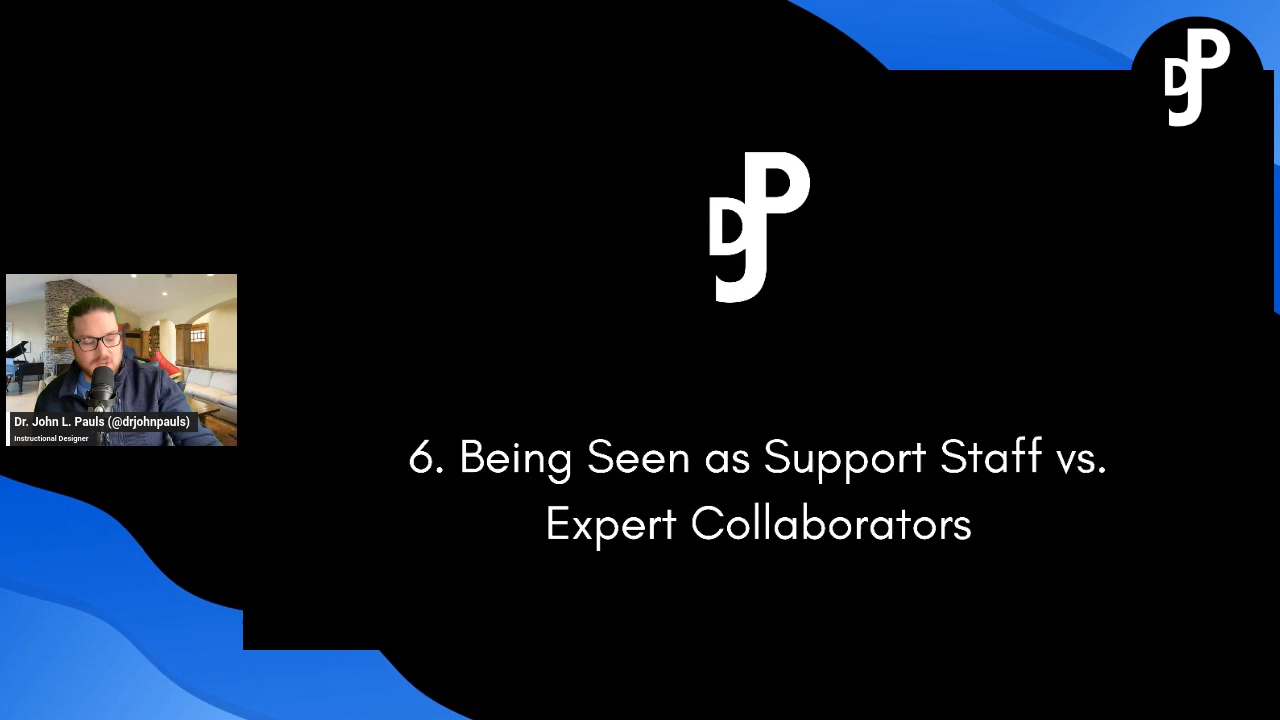 DJP
DJP
Dr. John L. Pauls (@drjohnpauls)
Instructional Designer
6. Being Seen as Support Staff vs.
Expert Collaborators